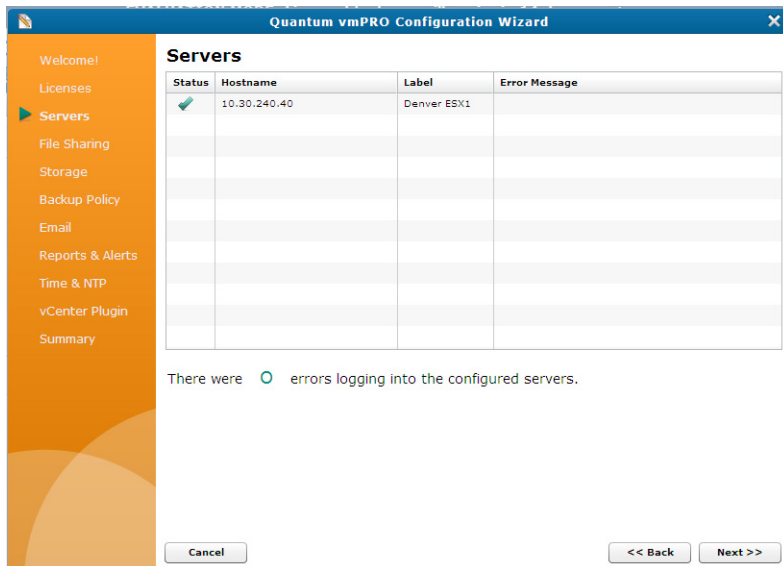 Quantum vmPRO Configuration Wizard
Welcome!
Licenses
Servers
File Sharing
Storage
Backup Policy
Email
Reports & Alerts
Time & NTP
vCenter Plugin
Summary
Servers
Status Hostname Label Error Message
10.30.240.40 Denver ESX1
There were 0 errors logging into the configured servers.
Cancel << Back Next >>